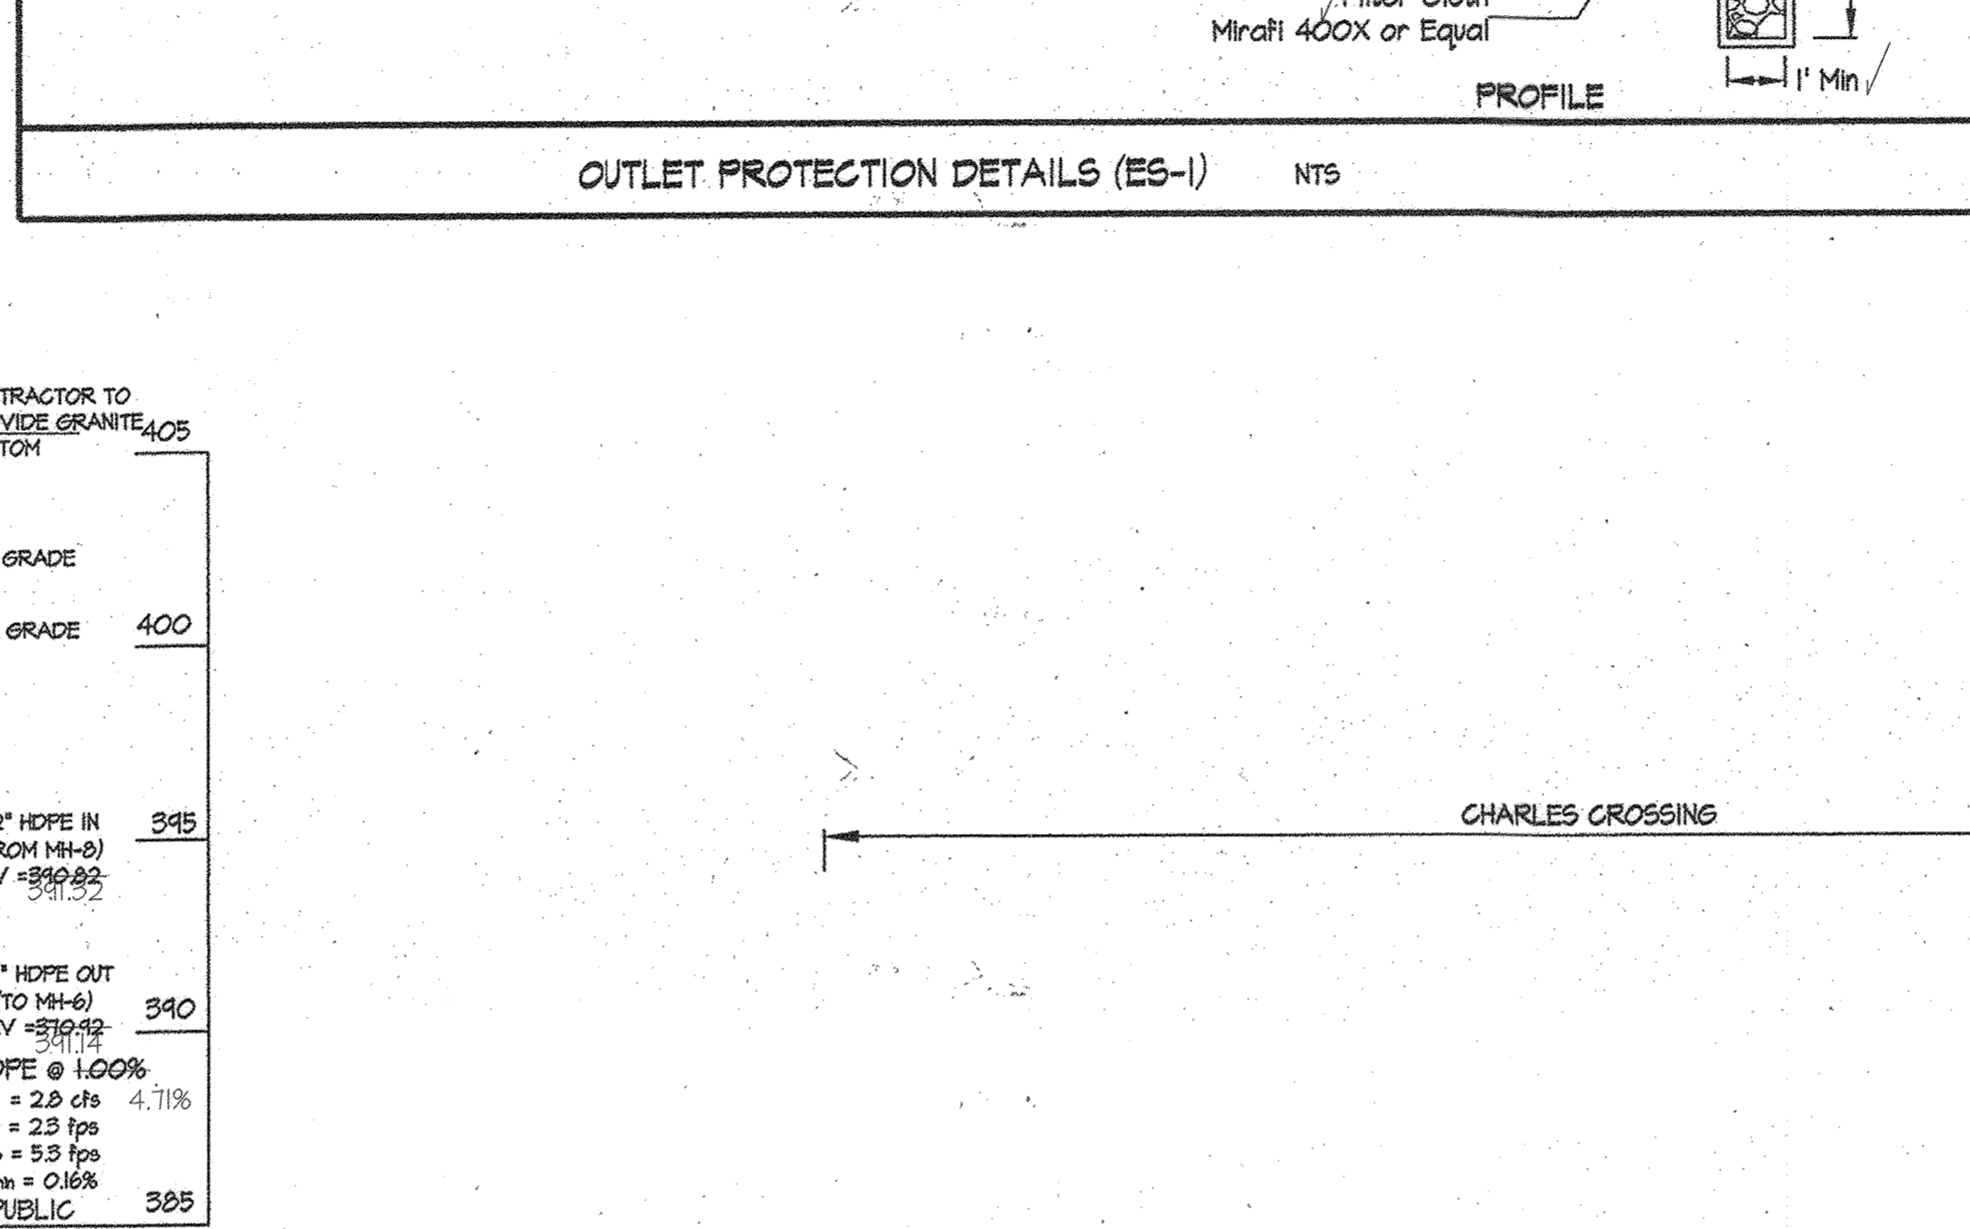 Mirafi 400X or Equal
1' Min
PROFILE
OUTLET PROTECTION DETAILS (ES-1) NTS
TRACTOR TO
VIDE GRANITE
TOM
405
GRADE
GRADE
400
2" HDPE IN
ROM MH-8)
V =390.82
391.32
395
CHARLES CROSSING
" HDPE OUT
(TO MH-6)
V =370.92
391.14
390
OPE @ 1.00%
4.71%
= 2.8 cfs
= 2.3 fps
= 5.3 fps
= 0.16%
PUBLIC
385